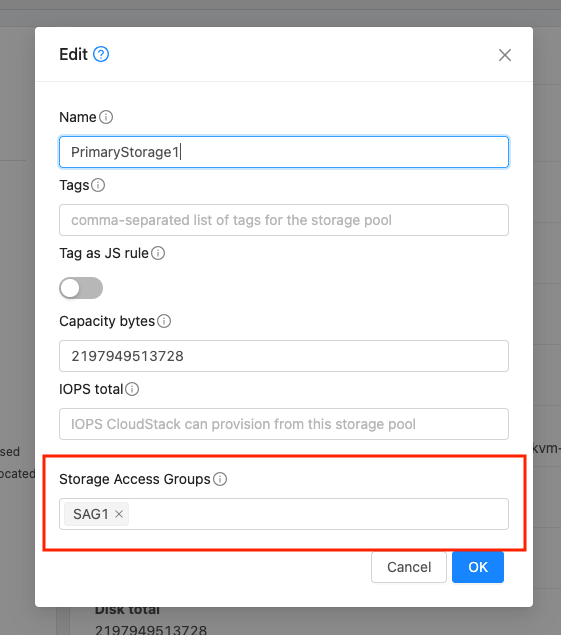 Edit
Name
PrimaryStorage1
Tags
comma-separated list of tags for the storage pool
Tag as JS rule
Capacity bytes
2197949513728
IOPS total
IOPS CloudStack can provision from this storage pool
sed
kvm-
ocated
Storage Access Groups
SAG1
Cancel
OK
Disk total
2197949513728